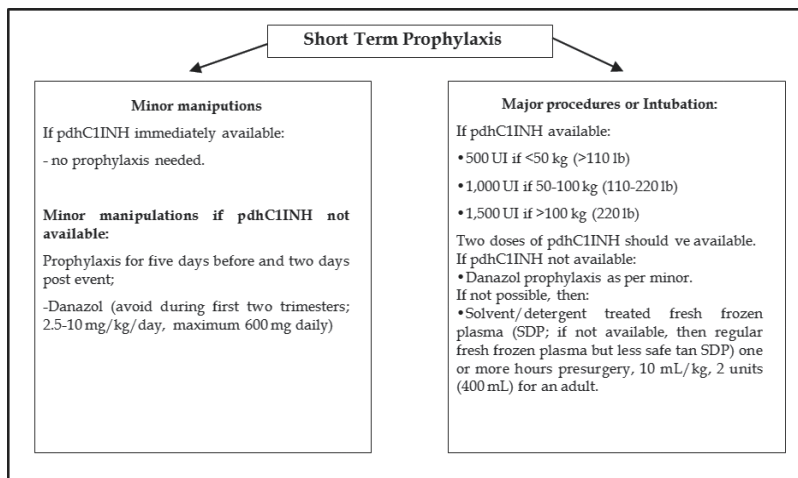 Short Term Prophylaxis
Minor maniputions
If pdhC1INH immediately available:
- no prophylaxis needed.
Minor manipulations if pdhC1INH not
available:
Prophylaxis for five days before and two days
post event;
-Danazol (avoid during first two trimesters;
2.5-10 mg/kg/day, maximum 600 mg daily)
Major procedures or Intubation:
If pdhC1INH available:
•500 UI if <50 kg (>110 lb)
•1,000 UI if 50-100 kg (110-220 lb)
•1,500 UI if >100 kg (220 lb)
Two doses of pdhC1INH should ve available.
If pdhC1INH not available:
•Danazol prophylaxis as per minor.
If not possible, then:
•Solvent/detergent treated fresh frozen
plasma (SDP; if not available, then regular
fresh frozen plasma but less safe tan SDP) one
or more hours presurgery, 10 mL/kg, 2 units
(400 mL) for an adult.